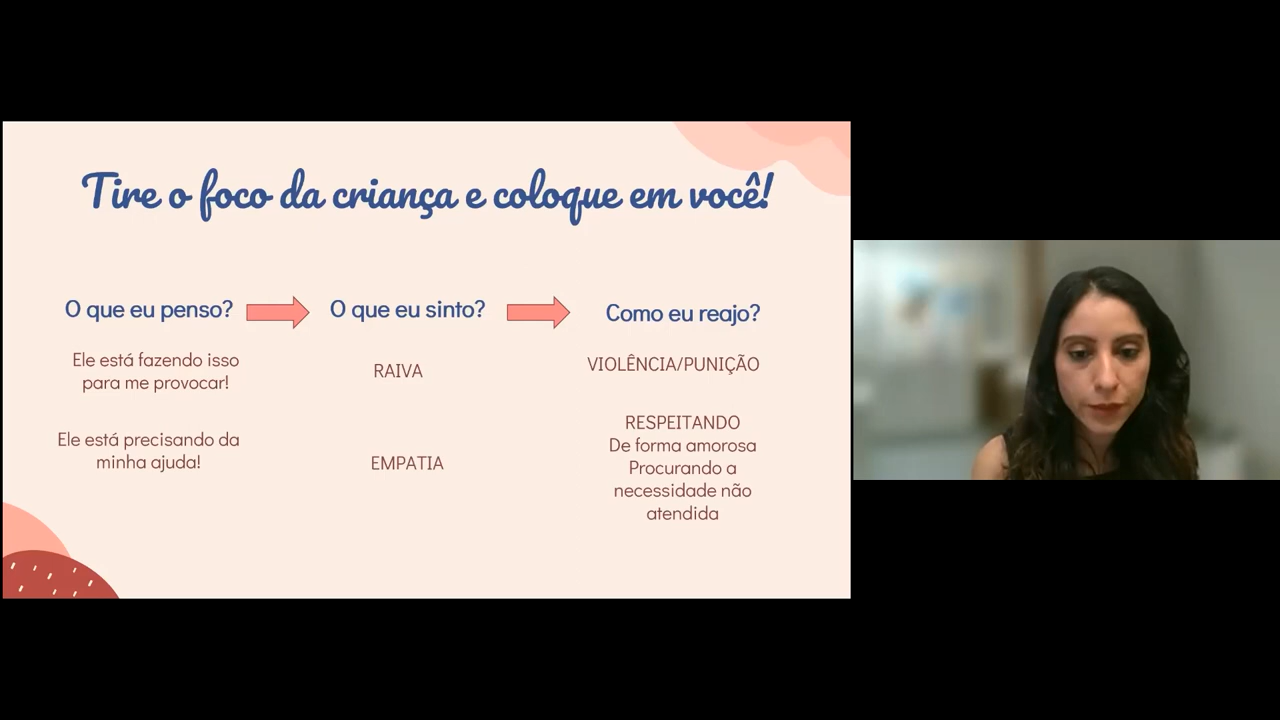 Tire o foco da criança e coloque em você!
O que eu penso?
O que eu sinto?
Como eu reajo?
Ele está fazendo isso
para me provocar!
RAIVA
VIOLÊNCIA/PUNIÇÃO
Ele está precisando da
minha ajuda!
EMPATIA
RESPEITANDO
De forma amorosa
Procurando a
necessidade não
atendida